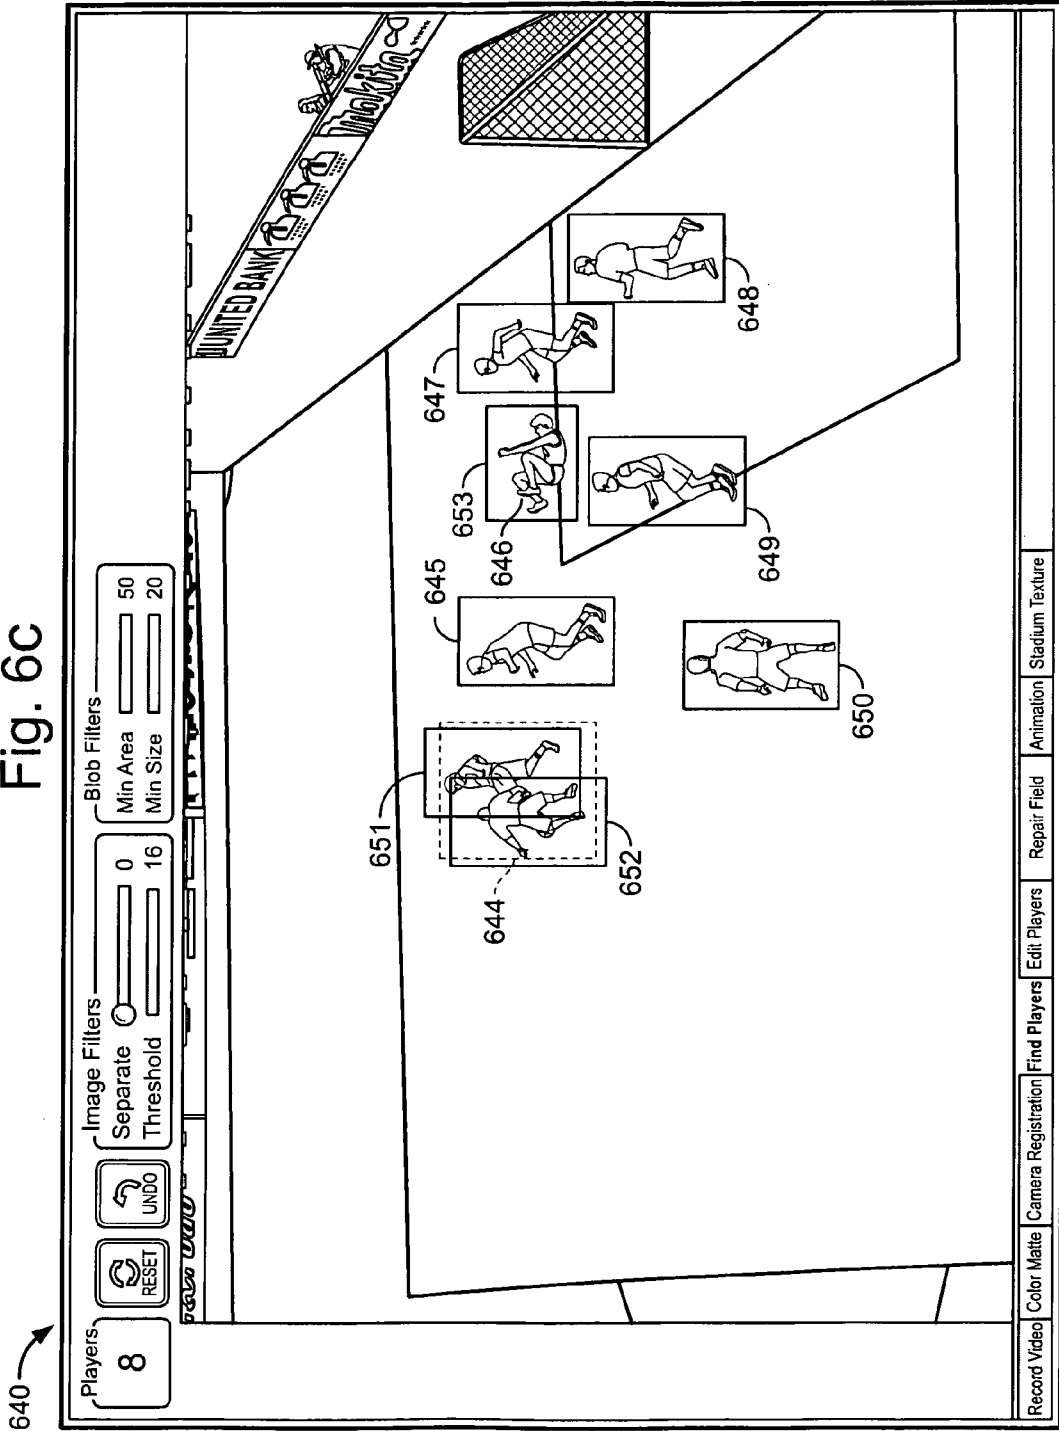 Fig. 6c
640
Players
8
RESET
UNDO
Image Filters
Separate 0
Threshold 16
Blob Filters
Min Area 50
Min Size 20
UNITED BANK
Makita
651
644
652
645
646
653
647
648
649
650
Record Video
Color Matte
Camera Registration
Find Players
Edit Players
Repair Field
Animation
Stadium Texture